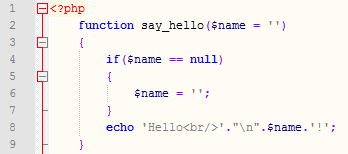 1 <?php
2 function say_hello($name = '')
3 {
4 if($name == null)
5 {
6 $name = '';
7 }
8 echo 'Hello<br/>'."\n".$name.'!';
9 }